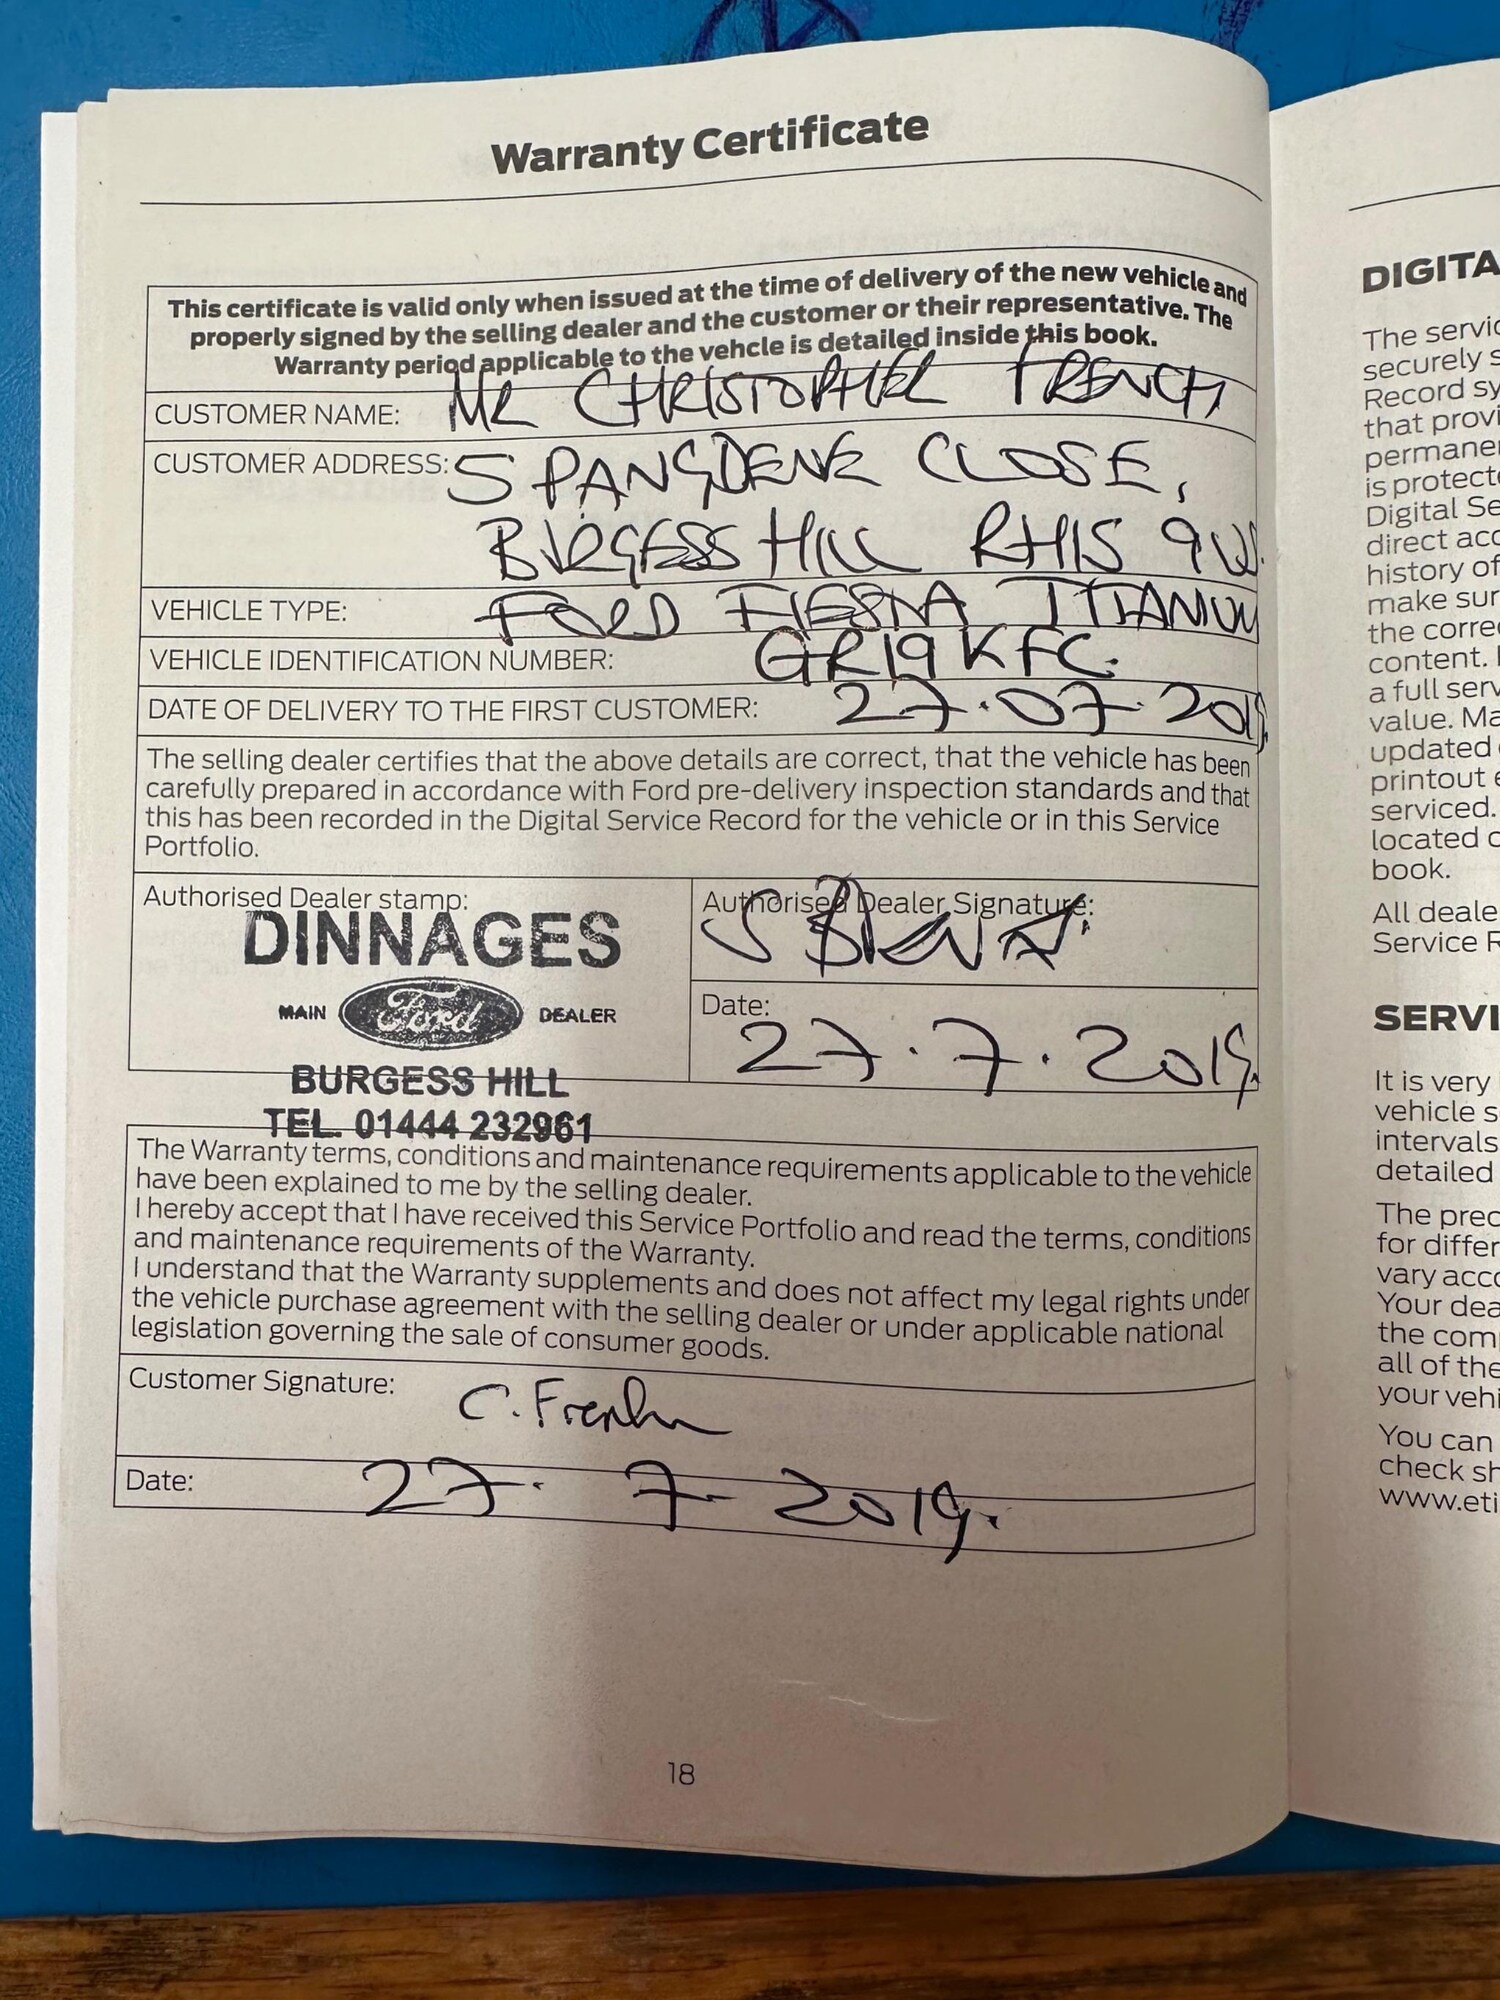 Warranty Certificate
This certificate is valid only when issued at the time of delivery of the new vehicle and
properly signed by the selling dealer and the customer or their representative. The
Warranty period applicable to the vehcle is detailed inside this book.
CUSTOMER NAME: MR CHRISTOPHER FRENCH
CUSTOMER ADDRESS: 5 PANGDENE CLOSE,
BURGESS HILL RH15 9U
VEHICLE TYPE: FORD FIESTA TITANIUM
VEHICLE IDENTIFICATION NUMBER: GR19 KFC.
DATE OF DELIVERY TO THE FIRST CUSTOMER: 27.07.2019
The selling dealer certifies that the above details are correct, that the vehicle has been
carefully prepared in accordance with Ford pre-delivery inspection standards and that
this has been recorded in the Digital Service Record for the vehicle or in this Service
Portfolio.
Authorised Dealer stamp:
DINNAGES
MAIN Ford DEALER
BURGESS HILL
TEL. 01444 232961
Authorised Dealer Signature:
Date:
27.7.2019.
The Warranty terms, conditions and maintenance requirements applicable to the vehicle
have been explained to me by the selling dealer.
I hereby accept that I have received this Service Portfolio and read the terms, conditions
and maintenance requirements of the Warranty.
I understand that the Warranty supplements and does not affect my legal rights under
the vehicle purchase agreement with the selling dealer or under applicable national
legislation governing the sale of consumer goods.
Customer Signature: C. French
Date: 27. 7. 2019.
18
DIGITA
The servic
securely s
Record sy
that provi
permane
is protect
Digital Se
direct acc
history of
make sur
the corre
content. I
a full serv
value. Ma
updated
printout e
serviced.
located o
book.
All deale
Service R
SERVI
It is very
vehicle s
intervals
detailed
The prec
for differ
vary acco
Your dea
the comp
all of the
your vehi
You can
check sh
www.eti